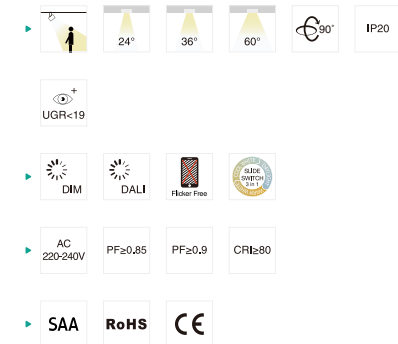 24°
36°
60°
90°
IP20
+
UGR<19
DIM
DALI
Flicker Free
SLIDE
SWITCH
3 in 1
AC
220-240V
PF≥0.85
PF≥0.9
CRI≥80
SAA
RoHS
CE